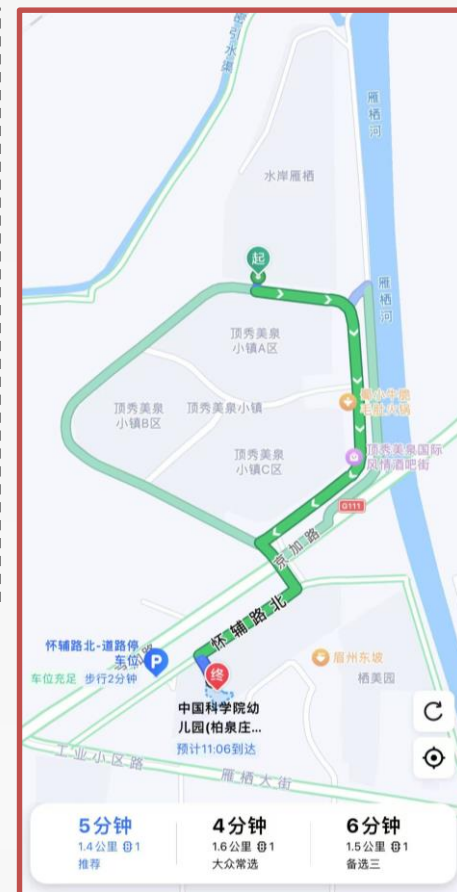 水岸雁栖
雁
栖
河
起
雁
栖
河
顶秀美泉
小镇A区
顶秀美泉
小镇B区
顶秀美泉小镇
顶秀美泉
小镇C区
顶秀美泉国际
风情酒吧街
G111
京加路
怀辅路北
怀辅路北-道路停
车位
P
车位充足 步行2分钟
终
眉州东坡
栖美园
中国科学院幼
儿园(柏泉庄...
预计11:06到达
工业小区路
雁栖大街
5分钟
4分钟
6分钟
1.4公里 1
1.6公里 1
1.5公里 1
推荐
大众常选
备选三